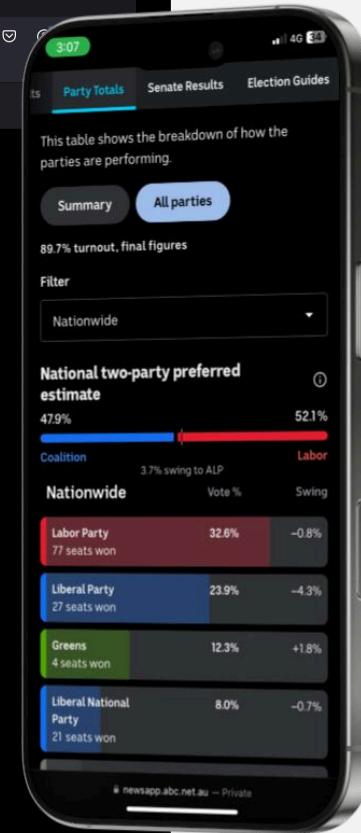 3:07
4G 34
ts Party Totals Senate Results Election Guides
This table shows the breakdown of how the
parties are performing.
Summary All parties
89.7% turnout, final figures
Filter
Nationwide
National two-party preferred
estimate
47.9% 52.1%
Coalition Labor
3.7% swing to ALP
Nationwide Vote % Swing
Labor Party 32.6% –0.8%
77 seats won
Liberal Party 23.9% –4.3%
27 seats won
Greens 12.3% +1.8%
4 seats won
Liberal National 8.0% –0.7%
Party
21 seats won
newsapp.abc.net.au — Private